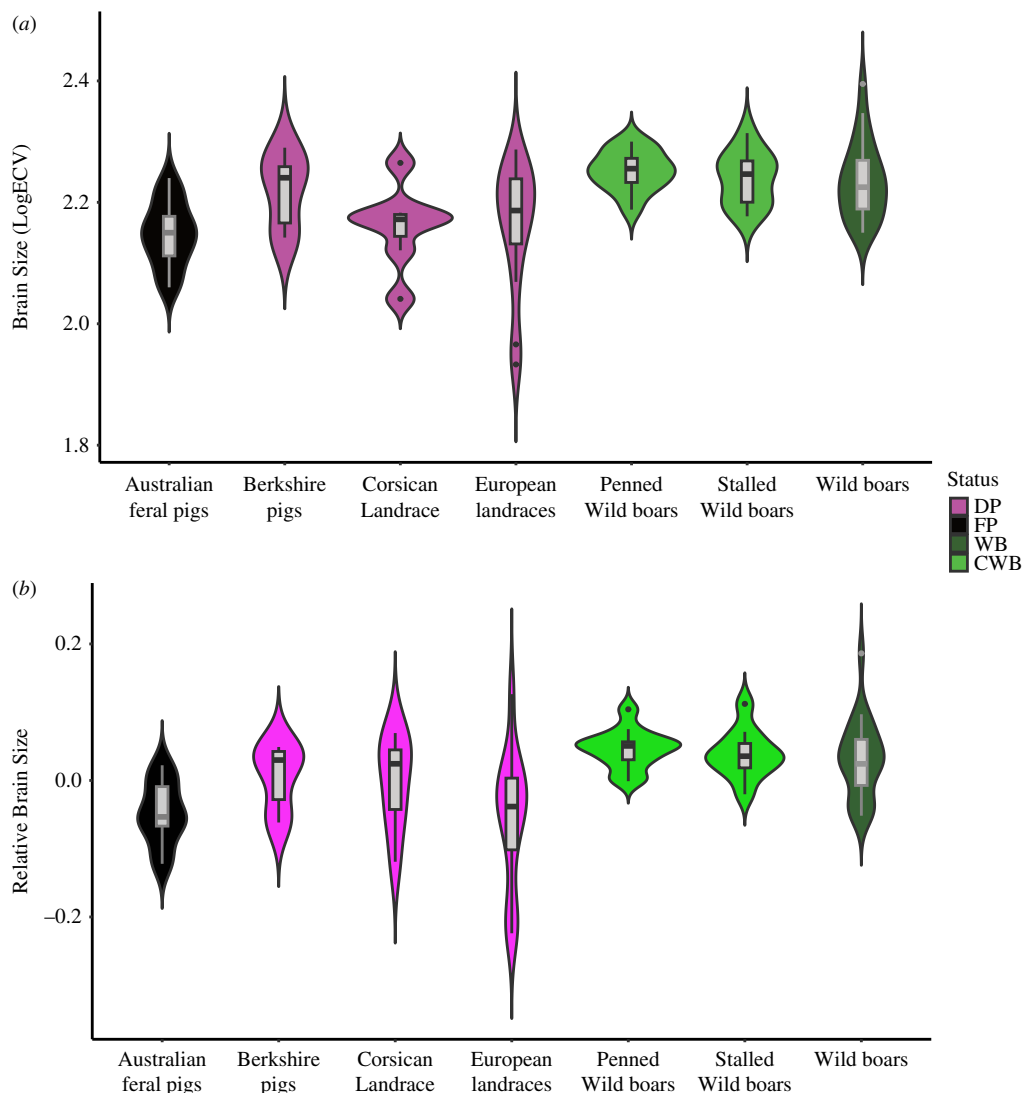 (a)
Brain Size (LogECV)
2.4
2.2
2.0
1.8
Australian
feral pigs
Berkshire
pigs
Corsican
Landrace
European
landraces
Penned
Wild boars
Stalled
Wild boars
Wild boars
Status
DP
FP
WB
CWB
(b)
Relative Brain Size
0.2
0.0
–0.2
Australian
feral pigs
Berkshire
pigs
Corsican
Landrace
European
landraces
Penned
Wild boars
Stalled
Wild boars
Wild boars